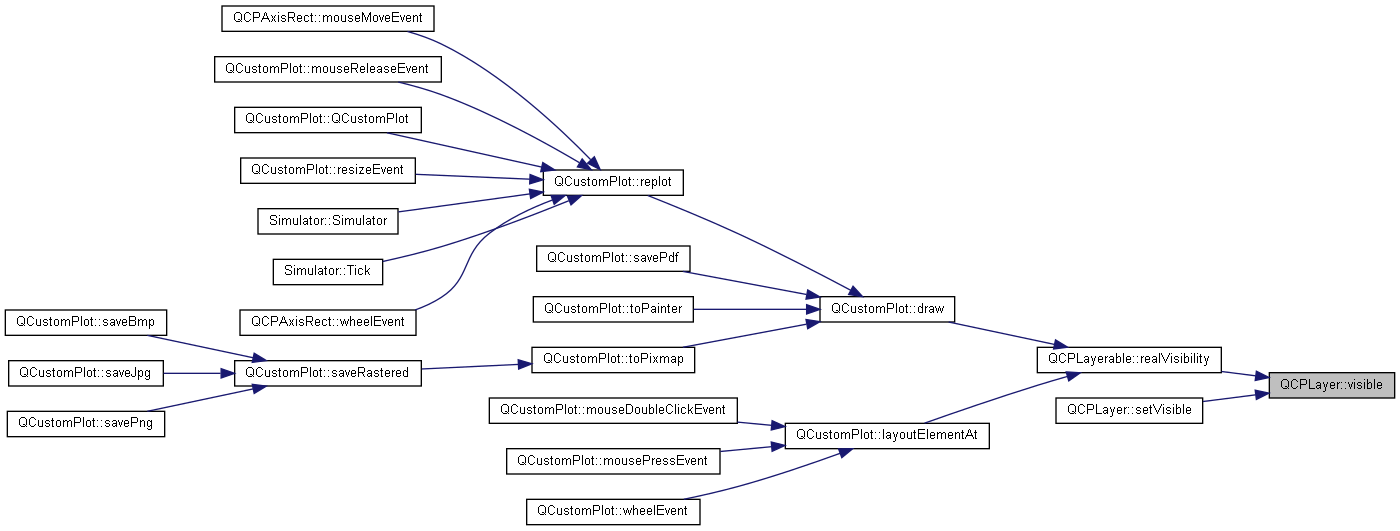 QCPAxisRect::mouseMoveEvent
QCustomPlot::mouseReleaseEvent
QCustomPlot::QCustomPlot
QCustomPlot::resizeEvent
QCustomPlot::replot
Simulator::Simulator
QCustomPlot::savePdf
Simulator::Tick
QCustomPlot::toPainter
QCustomPlot::draw
QCustomPlot::saveBmp
QCPAxisRect::wheelEvent
QCustomPlot::toPixmap
QCPLayerable::realVisibility
QCustomPlot::saveJpg
QCustomPlot::saveRastered
QCPLayer::visible
QCustomPlot::mouseDoubleClickEvent
QCPLayer::setVisible
QCustomPlot::savePng
QCustomPlot::layoutElementAt
QCustomPlot::mousePressEvent
QCustomPlot::wheelEvent